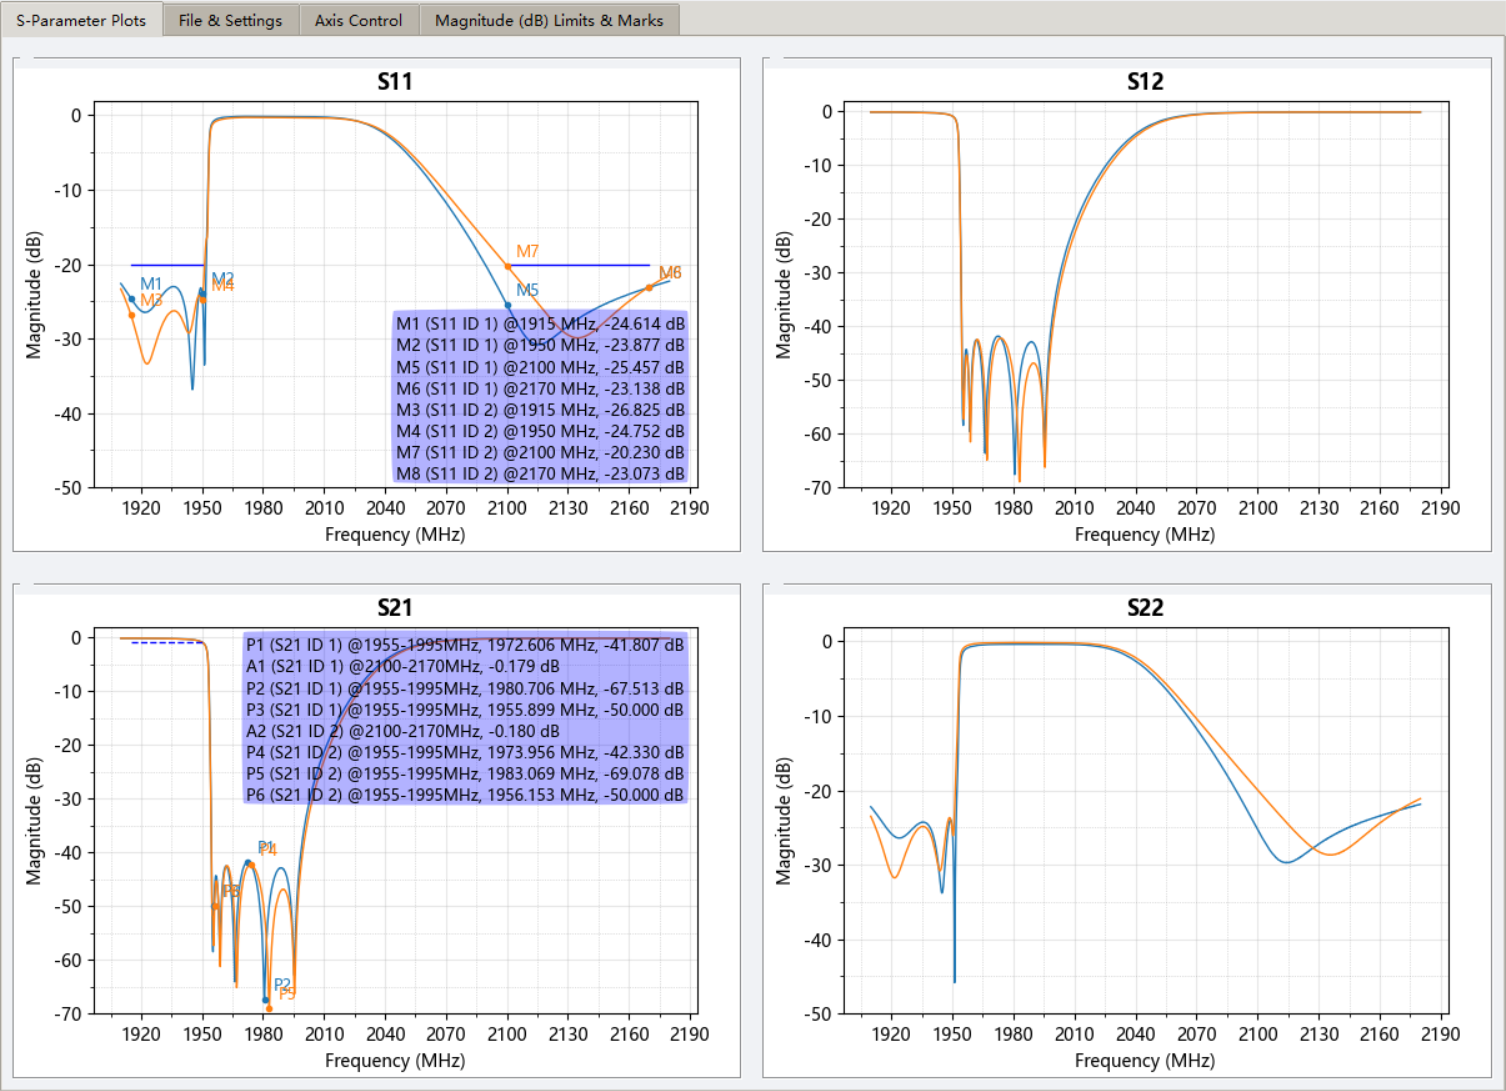 S-Parameter Plots
File & Settings
Axis Control
Magnitude (dB) Limits & Marks
S11
Magnitude (dB)
0
-10
-20
-30
-40
-50
M1
M2
M3
M4
M7
M5
M6
M1 (S11 ID 1) @1915 MHz, -24.614 dB
M2 (S11 ID 1) @1950 MHz, -23.877 dB
M5 (S11 ID 1) @2100 MHz, -25.457 dB
M6 (S11 ID 1) @2170 MHz, -23.138 dB
M3 (S11 ID 2) @1915 MHz, -26.825 dB
M4 (S11 ID 2) @1950 MHz, -24.752 dB
M7 (S11 ID 2) @2100 MHz, -20.230 dB
M8 (S11 ID 2) @2170 MHz, -23.073 dB
1920 1950 1980 2010 2040 2070 2100 2130 2160 2190
Frequency (MHz)
S12
Magnitude (dB)
0
-10
-20
-30
-40
-50
-60
-70
1920 1950 1980 2010 2040 2070 2100 2130 2160 2190
Frequency (MHz)
S21
Magnitude (dB)
0
-10
-20
-30
-40
-50
-60
-70
P1 (S21 ID 1) @1955-1995MHz, 1972.606 MHz, -41.807 dB
A1 (S21 ID 1) @2100-2170MHz, -0.179 dB
P2 (S21 ID 1) @1955-1995MHz, 1980.706 MHz, -67.513 dB
P3 (S21 ID 1) @1955-1995MHz, 1955.899 MHz, -50.000 dB
A2 (S21 ID 2) @2100-2170MHz, -0.180 dB
P4 (S21 ID 2) @1955-1995MHz, 1973.956 MHz, -42.330 dB
P5 (S21 ID 2) @1955-1995MHz, 1983.069 MHz, -69.078 dB
P6 (S21 ID 2) @1955-1995MHz, 1956.153 MHz, -50.000 dB
P1
P4
P2
P5
1920 1950 1980 2010 2040 2070 2100 2130 2160 2190
Frequency (MHz)
S22
Magnitude (dB)
0
-10
-20
-30
-40
-50
1920 1950 1980 2010 2040 2070 2100 2130 2160 2190
Frequency (MHz)